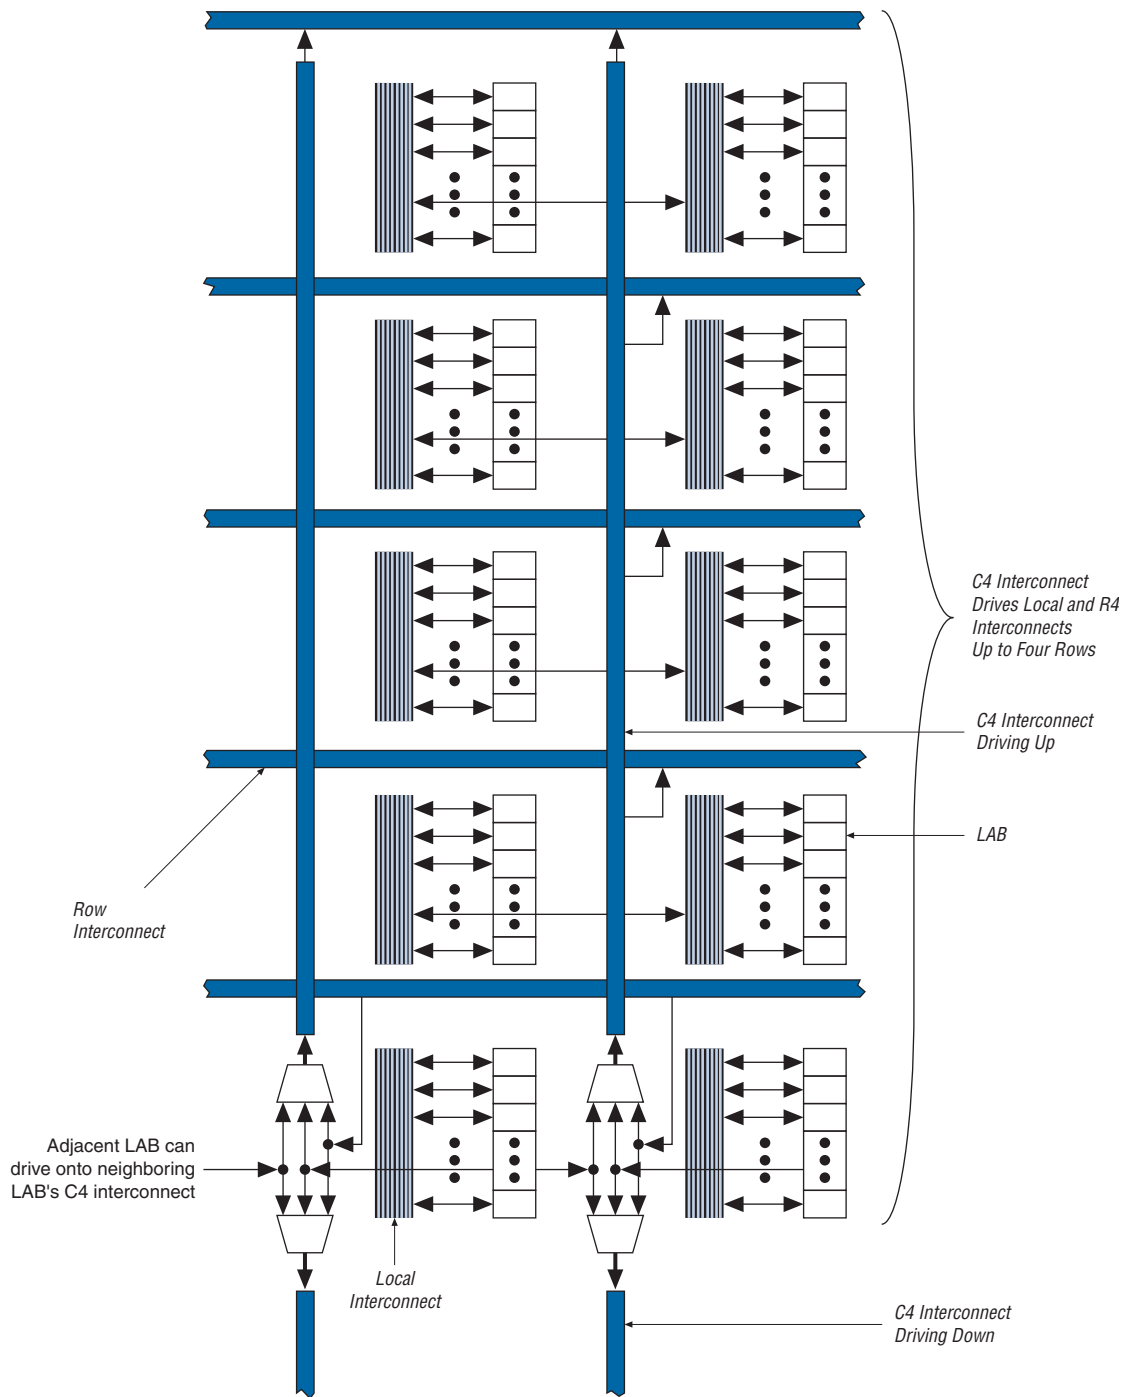 C4 Interconnect
Drives Local and R4
Interconnects
Up to Four Rows
C4 Interconnect
Driving Up
LAB
Row
Interconnect
Adjacent LAB can
drive onto neighboring
LAB's C4 interconnect
Local
Interconnect
C4 Interconnect
Driving Down